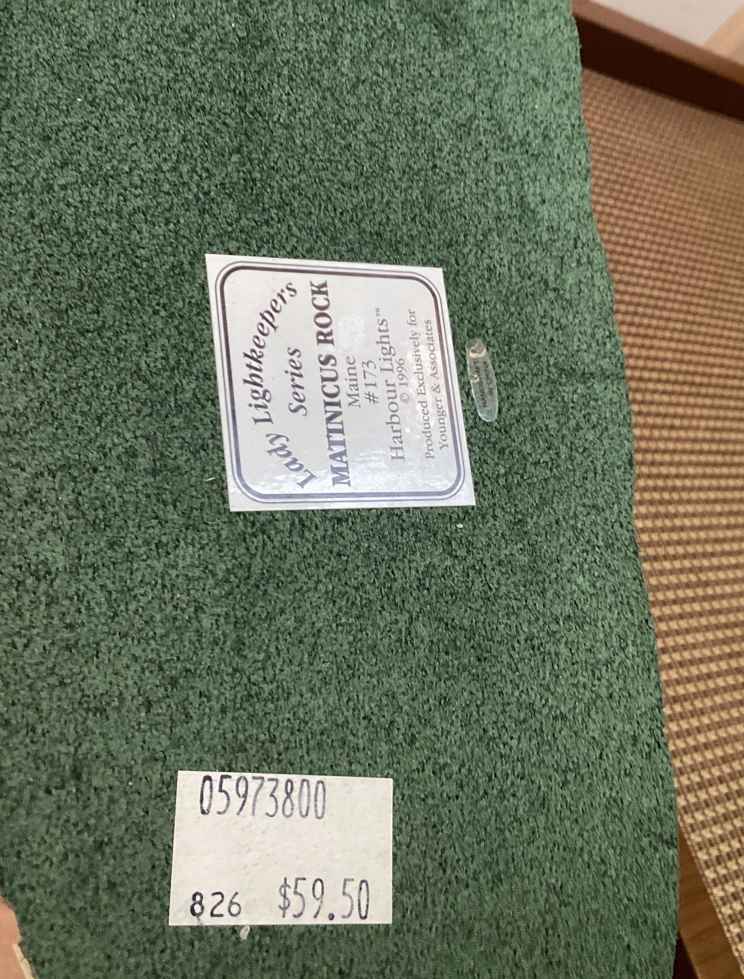 Lady Lightkeepers
Series
MATINICUS ROCK
Maine
#173
Harbour Lights™
© 1996
Produced Exclusively for
Younger & Associates
05973800
826 $59.50